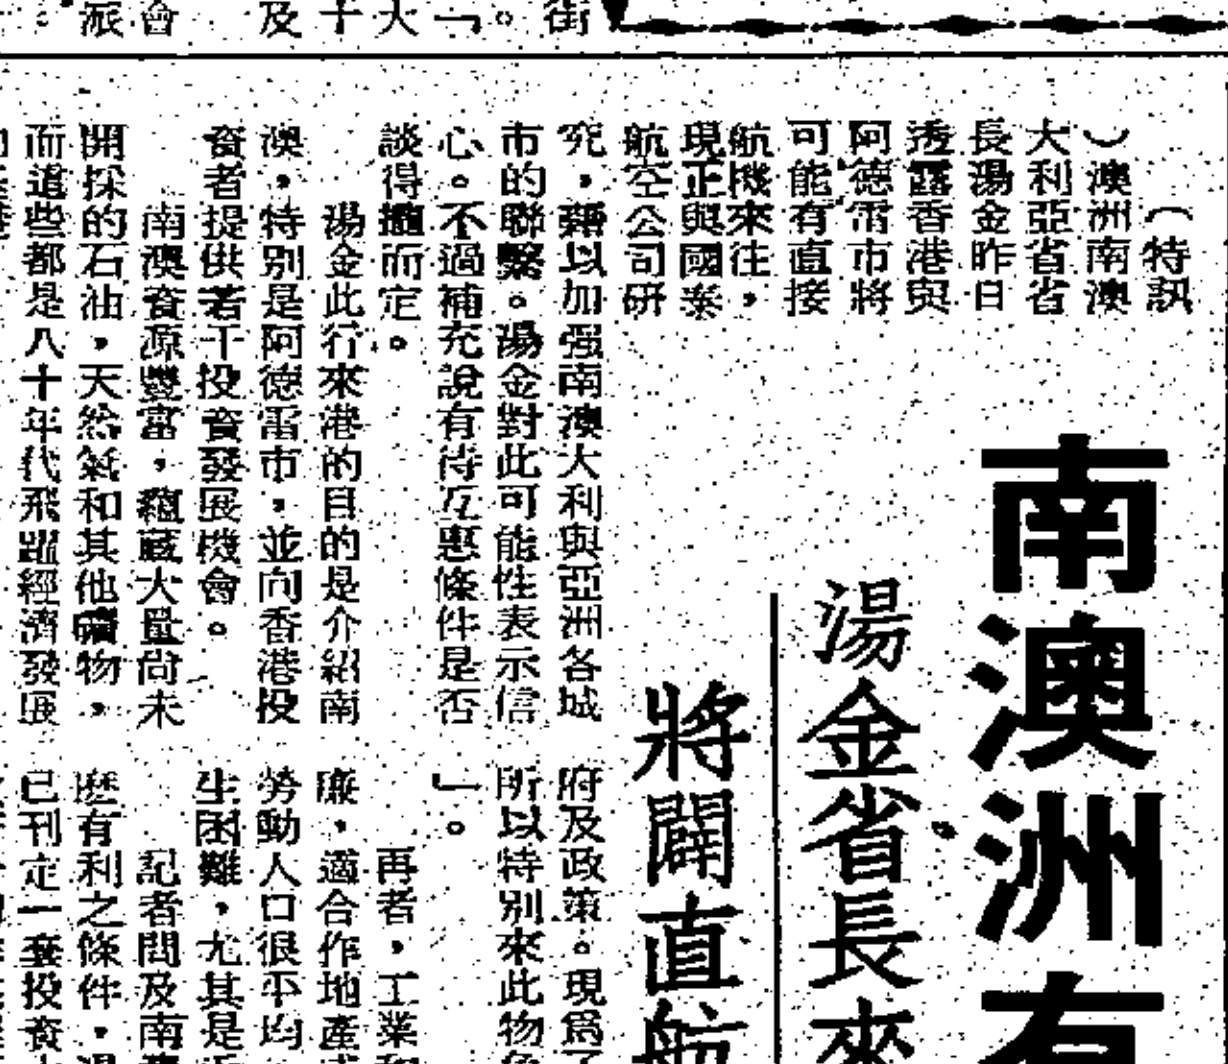 南澳洲有
湯金省長來
將闢直航
（特訊
）澳洲南澳
大利亞省省
長湯金昨日
透露香港與
阿德雷市將
可能有直接
航機來往，
現正與國泰
航空公司研
究，藉以加强南澳大利與亞洲各城
市的聯繫。湯金對此可能性表示信
心。不過補充說有待互惠條件是否
談得攏而定。
湯金此行來港的目的是介紹南
澳，特別是阿德雷市，並向香港投
資者提供若干投資發展機會。
南澳資源豐富，蘊藏大量尚未
開採的石油，天然氣和其他礦物，
而這些都是八十年代飛躍經濟發展
府及政策。現爲了
所以特別來此物色
」。
再者，工業和
廉，適合作地產
勞動人口很平均
生困難，尤其是
記者問及南澳
歷有利之條件，湯
已刊定一套投資
街
。「
大
十
及
會
派